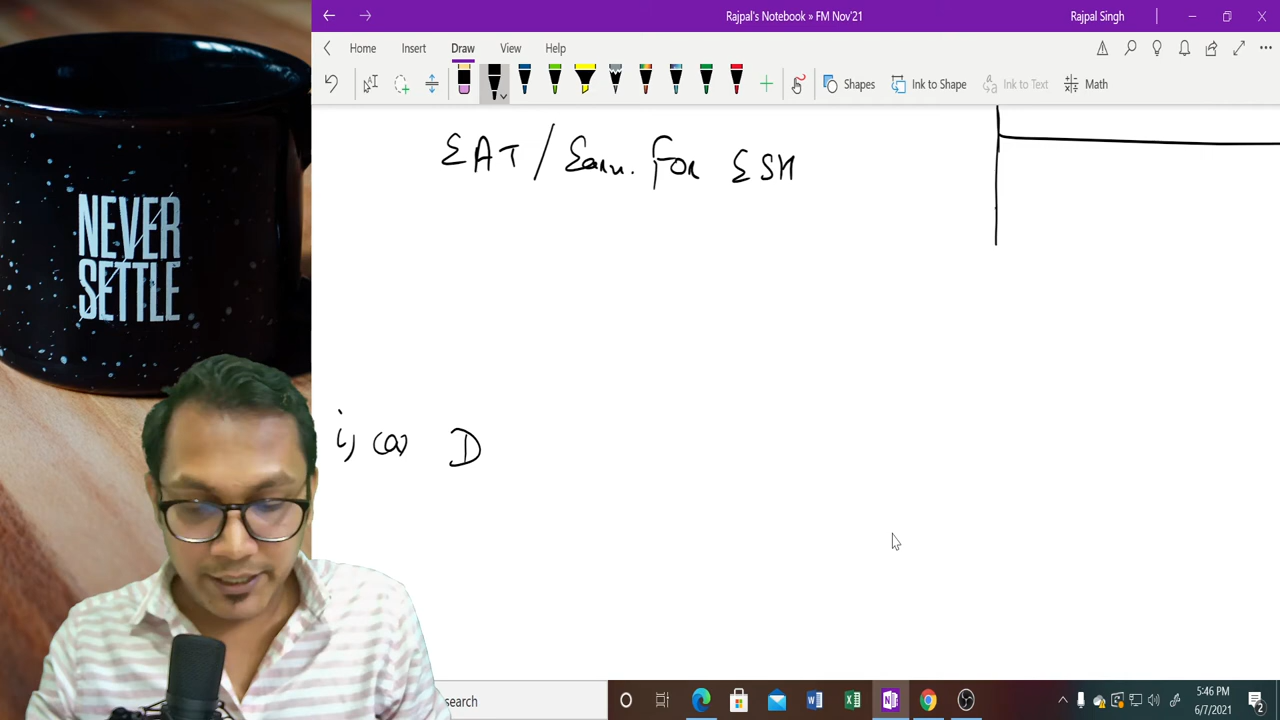 Rajpal's Notebook » FM Nov'21
Rajpal Singh
Home Insert Draw View Help
Shapes Ink to Shape Ink to Text Math
EAT / Earn. For ESH
NEVER
SETTLE
i) (a) D
search
5:46 PM
6/7/2021
2